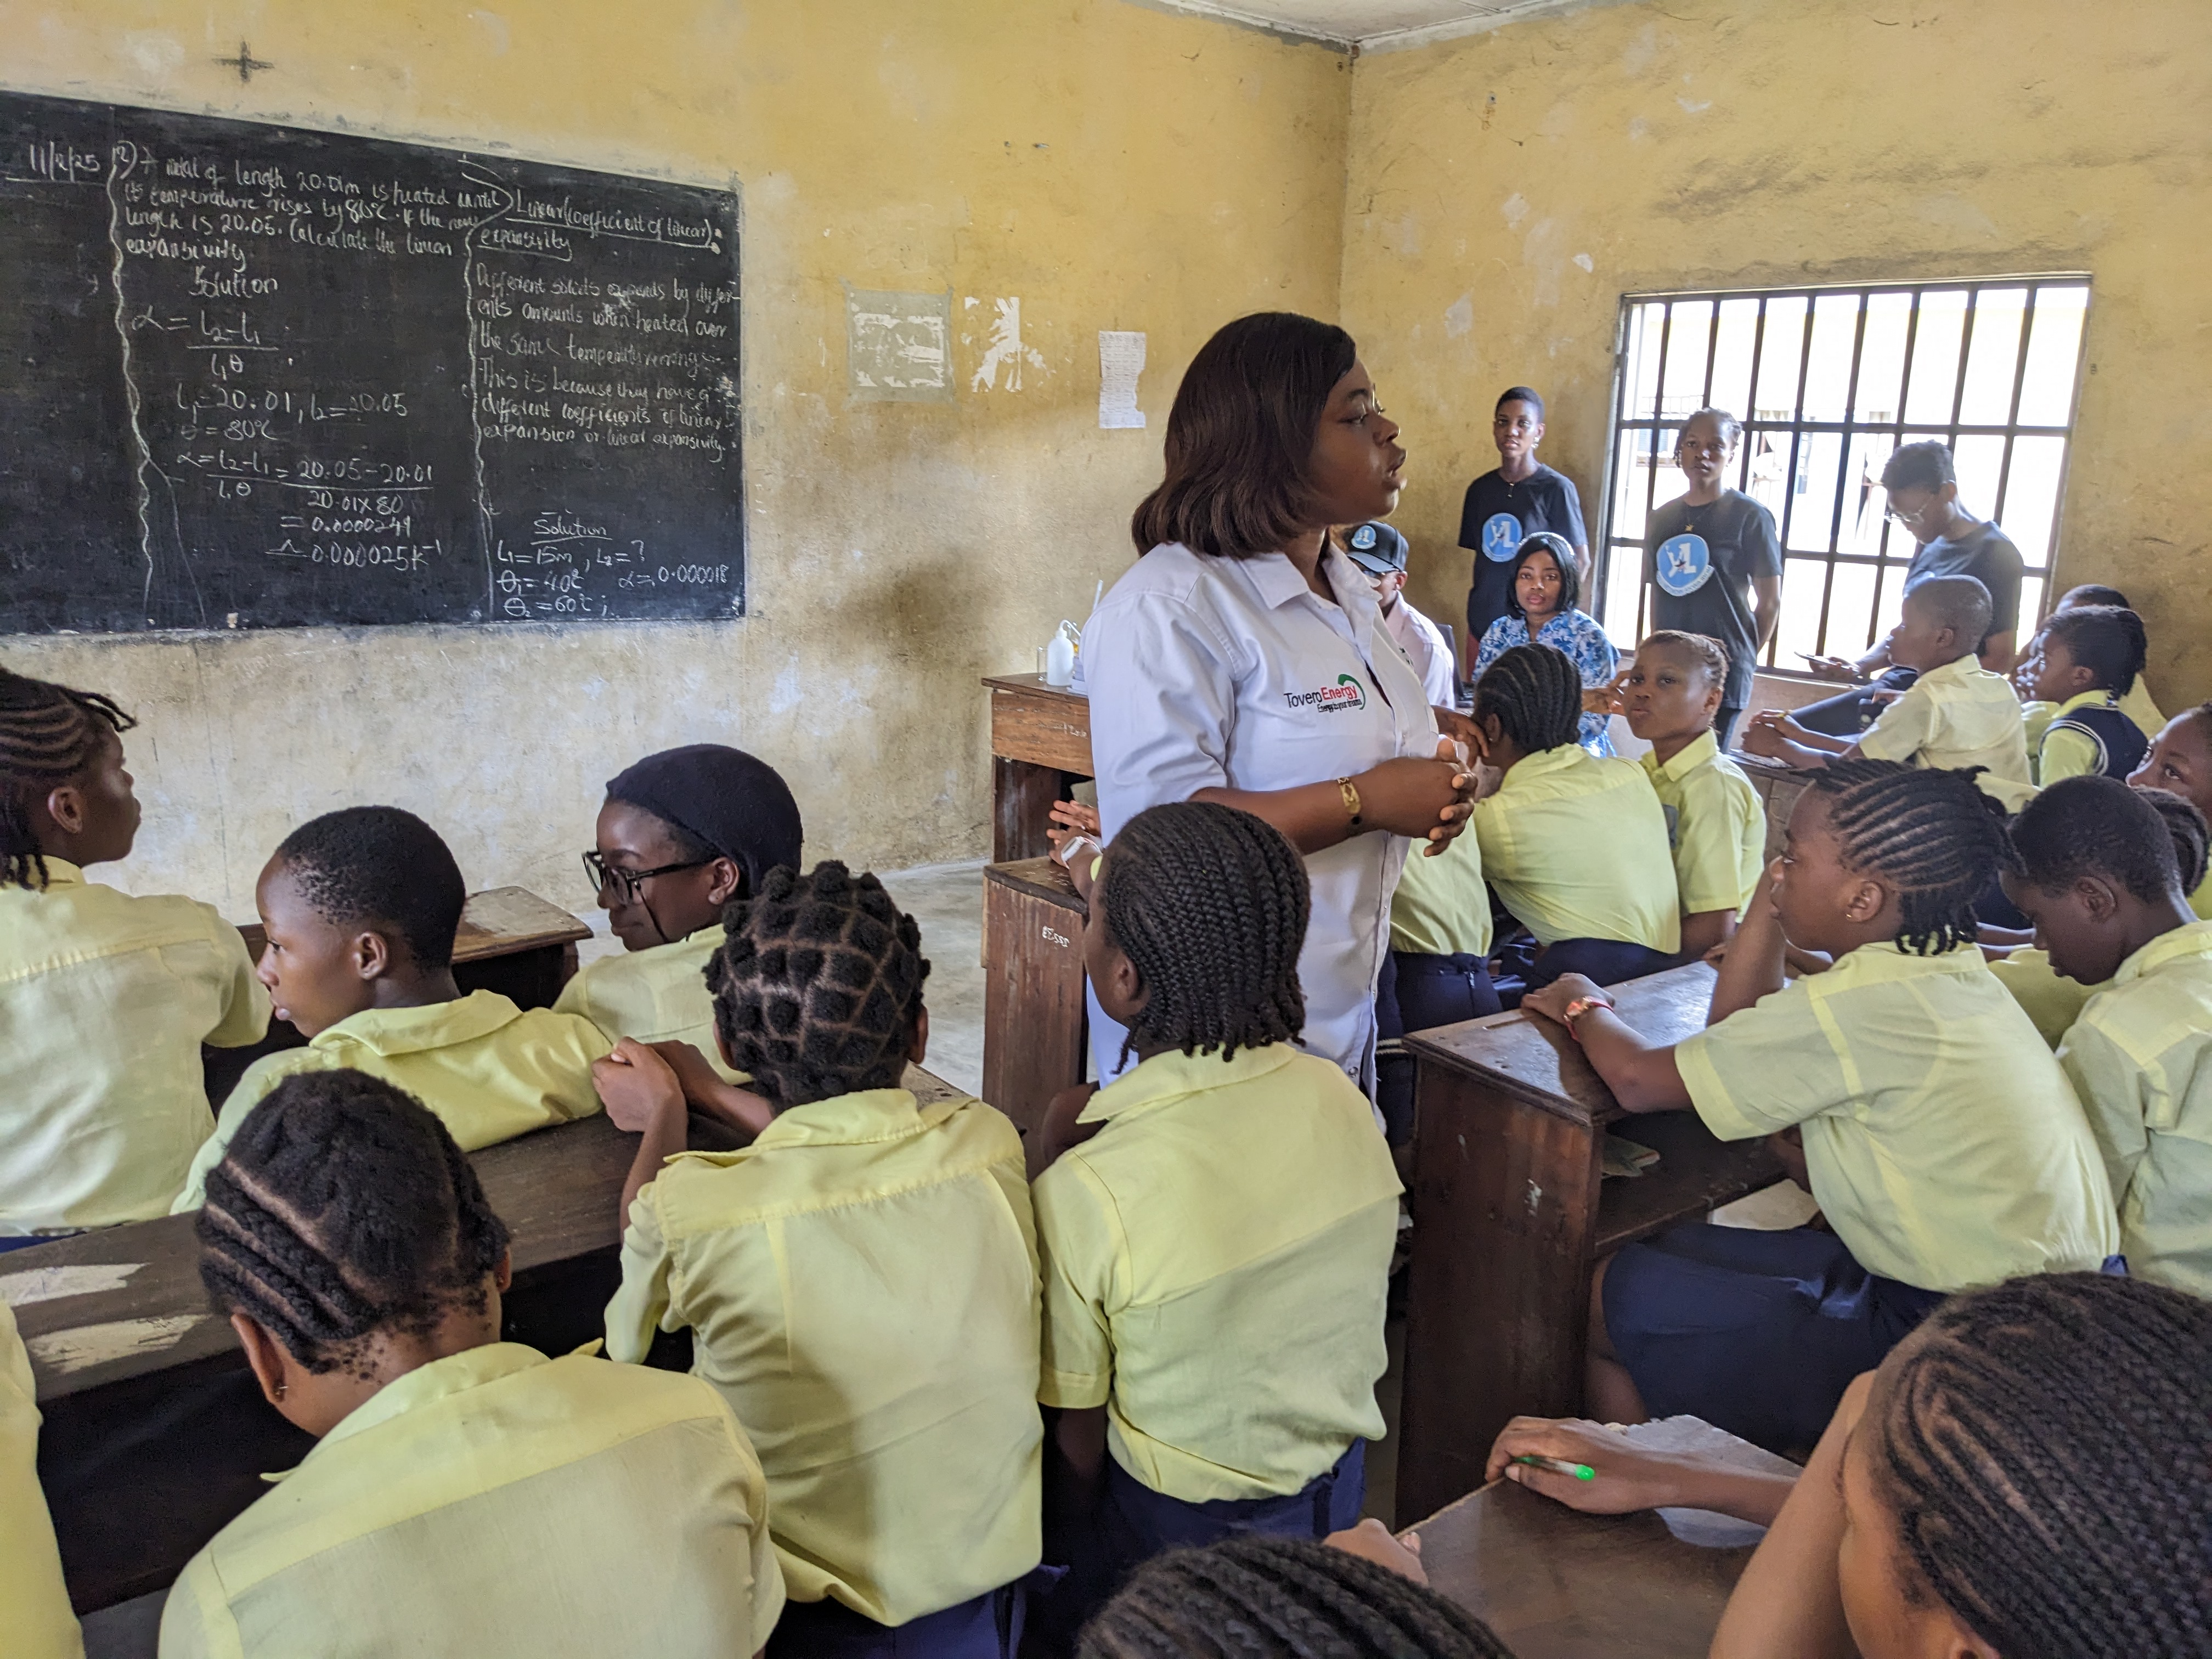 11/2/25
2) A metal of length 20.01m is heated until
its temperature rises by 80°C. If the new
length is 20.05. Calculate the linear
expansivity.
Solution
α = L₂-L₁
L₁θ
L₁=20.01, L₂=20.05
θ=80°C
α=L₂-L₁ = 20.05-20.01
L₁θ 20.01x80
=0.0000249
≈0.000025k⁻¹
Linear(coefficient of linear)
expansivity
Different solids expands by differ-
ents amounts when heated over
the same
This is because they have
different coefficients of linear
expansion or linear expansivity.
Solution
L₁=15m, L₂=?
θ₁=40°C α=0.000018
θ₂=60°C;
ToveroEnergy